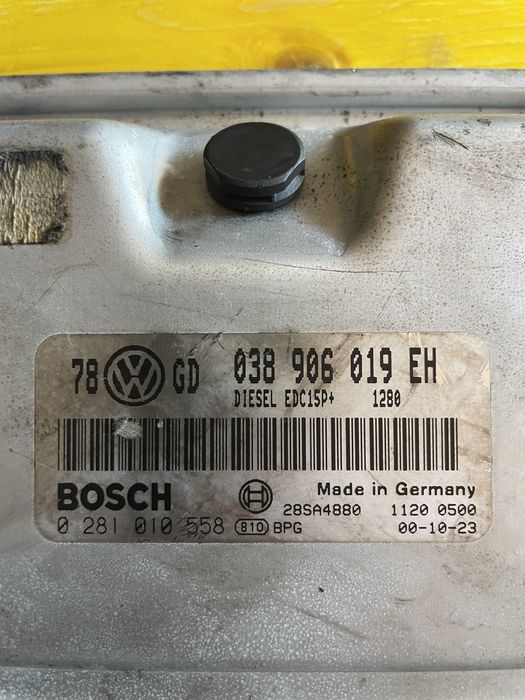 78 GD 038 906 019 EH
DIESEL EDC15P+ 1280
BOSCH Made in Germany
28SA4880 1120 0500
0 281 010 558 810 BPG 00-10-23